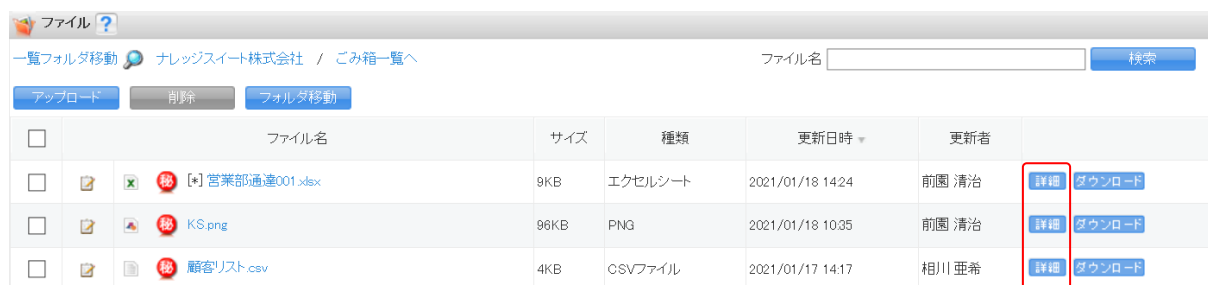 ファイル ?
一覧フォルダ移動 ナレッジスイート株式会社 / ごみ箱一覧へ ファイル名 検索
アップロード 削除 フォルダ移動
ファイル名 サイズ 種類 更新日時 ▼ 更新者
秘 [*] 営業部通達001.xlsx 9KB エクセルシート 2021/01/18 14:24 前園 清治 詳細 ダウンロード
秘 KS.png 96KB PNG 2021/01/18 10:35 前園 清治 詳細 ダウンロード
秘 顧客リスト.csv 4KB CSVファイル 2021/01/17 14:17 相川 亜希 詳細 ダウンロード